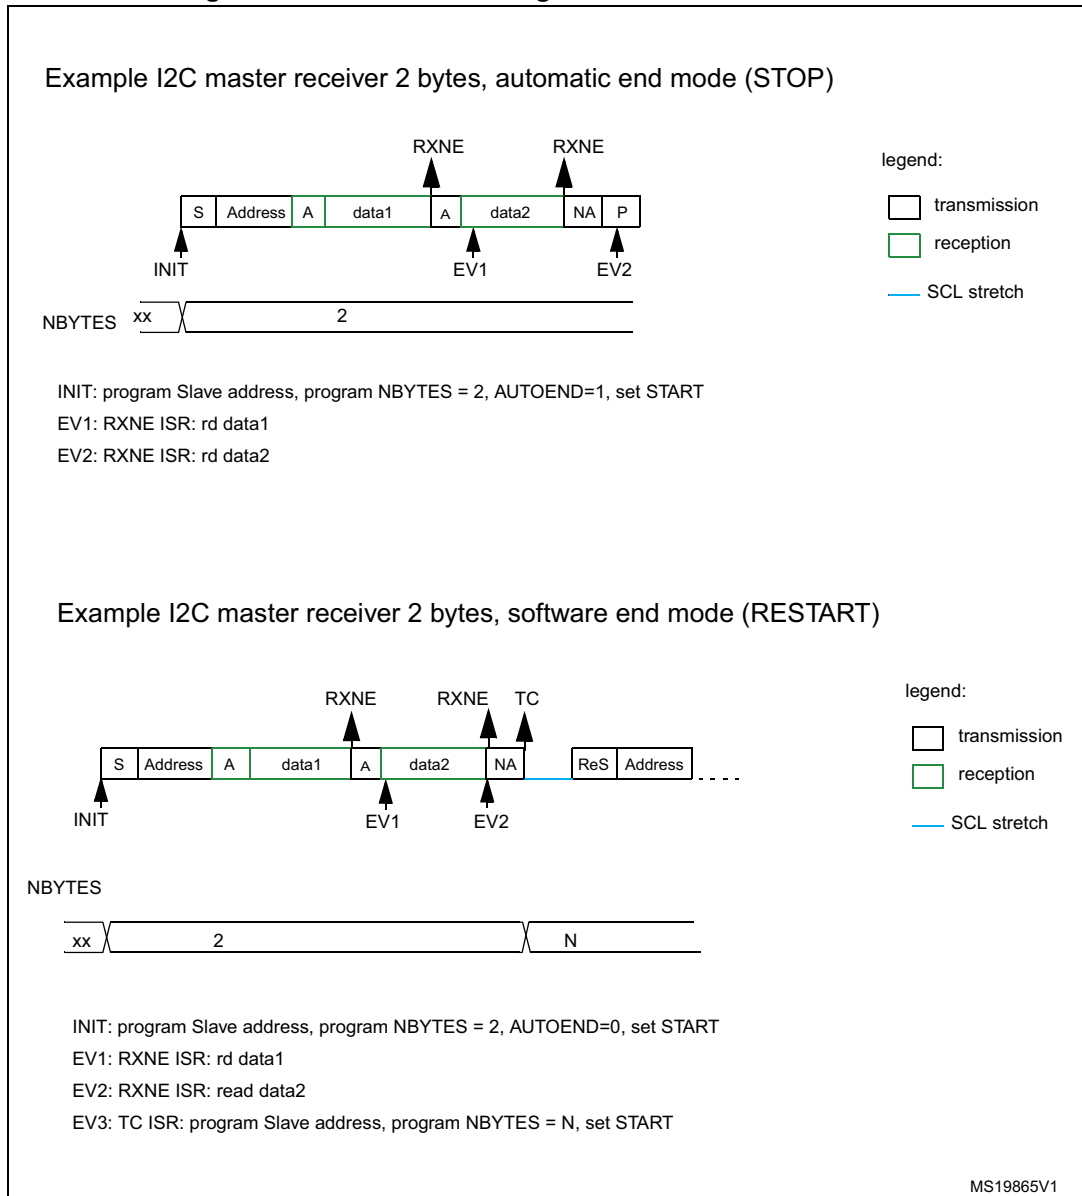 Example I2C master receiver 2 bytes, automatic end mode (STOP)
RXNE RXNE
legend:
S Address A data1 A data2 NA P
transmission
reception
INIT EV1 EV2
SCL stretch
NBYTES xx 2
INIT: program Slave address, program NBYTES = 2, AUTOEND=1, set START
EV1: RXNE ISR: rd data1
EV2: RXNE ISR: rd data2
Example I2C master receiver 2 bytes, software end mode (RESTART)
RXNE RXNE TC
legend:
S Address A data1 A data2 NA ReS Address
transmission
reception
INIT EV1 EV2
SCL stretch
NBYTES
xx 2 N
INIT: program Slave address, program NBYTES = 2, AUTOEND=0, set START
EV1: RXNE ISR: rd data1
EV2: RXNE ISR: read data2
EV3: TC ISR: program Slave address, program NBYTES = N, set START
MS19865V1